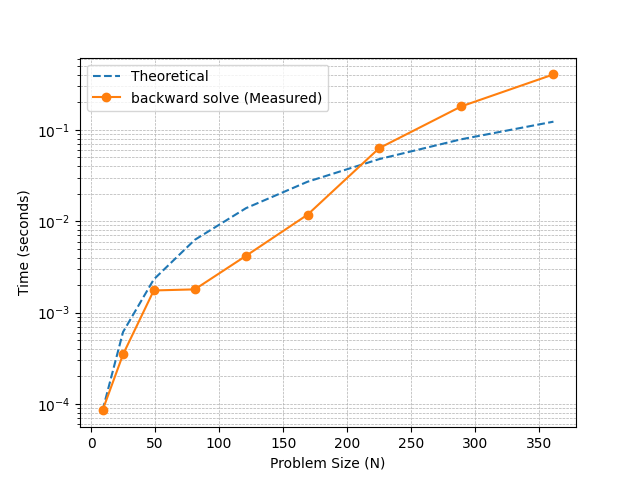 Theoretical
backward solve (Measured)
10⁻¹
10⁻²
10⁻³
10⁻⁴
Time (seconds)
0 50 100 150 200 250 300 350
Problem Size (N)